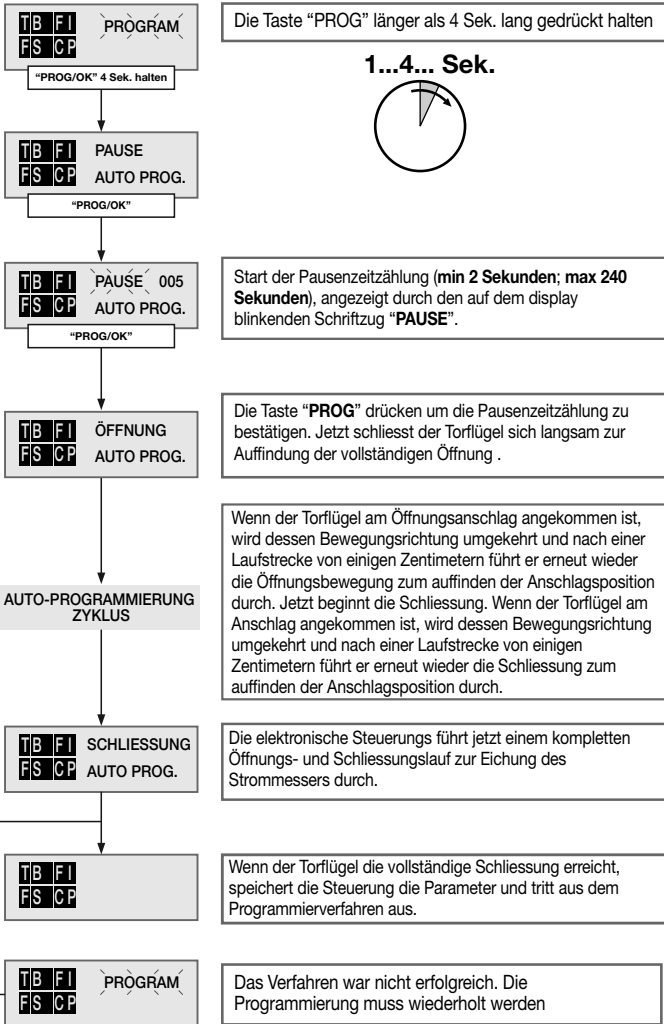 TB FI PROGRAM
FS CP
Die Taste “PROG” länger als 4 Sek. lang gedrückt halten
“PROG/OK” 4 Sek. halten
1...4... Sek.
TB FI PAUSE
FS CP AUTO PROG.
“PROG/OK”
TB FI PAUSE 005
FS CP AUTO PROG.
“PROG/OK”
Start der Pausenzeitzählung (min 2 Sekunden; max 240
Sekunden), angezeigt durch den auf dem display
blinkenden Schriftzug “PAUSE”.
TB FI ÖFFNUNG
FS CP AUTO PROG.
Die Taste “PROG” drücken um die Pausenzeitzählung zu
bestätigen. Jetzt schliesst der Torflügel sich langsam zur
Auffindung der vollständigen Öffnung .
Wenn der Torflügel am Öffnungsanschlag angekommen ist,
wird dessen Bewegungsrichtung umgekehrt und nach einer
Laufstrecke von einigen Zentimetern führt er erneut wieder
die Öffnungsbewegung zum auffinden der Anschlagsposition
durch. Jetzt beginnt die Schliessung. Wenn der Torflügel am
Anschlag angekommen ist, wird dessen Bewegungsrichtung
umgekehrt und nach einer Laufstrecke von einigen
Zentimetern führt er erneut wieder die Schliessung zum
auffinden der Anschlagsposition durch.
AUTO-PROGRAMMIERUNG
ZYKLUS
TB FI SCHLIESSUNG
FS CP AUTO PROG.
Die elektronische Steuerungs führt jetzt einem kompletten
Öffnungs- und Schliessungslauf zur Eichung des
Strommessers durch.
TB FI
FS CP
Wenn der Torflügel die vollständige Schliessung erreicht,
speichert die Steuerung die Parameter und tritt aus dem
Programmierverfahren aus.
TB FI PROGRAM
FS CP
Das Verfahren war nicht erfolgreich. Die
Programmierung muss wiederholt werden